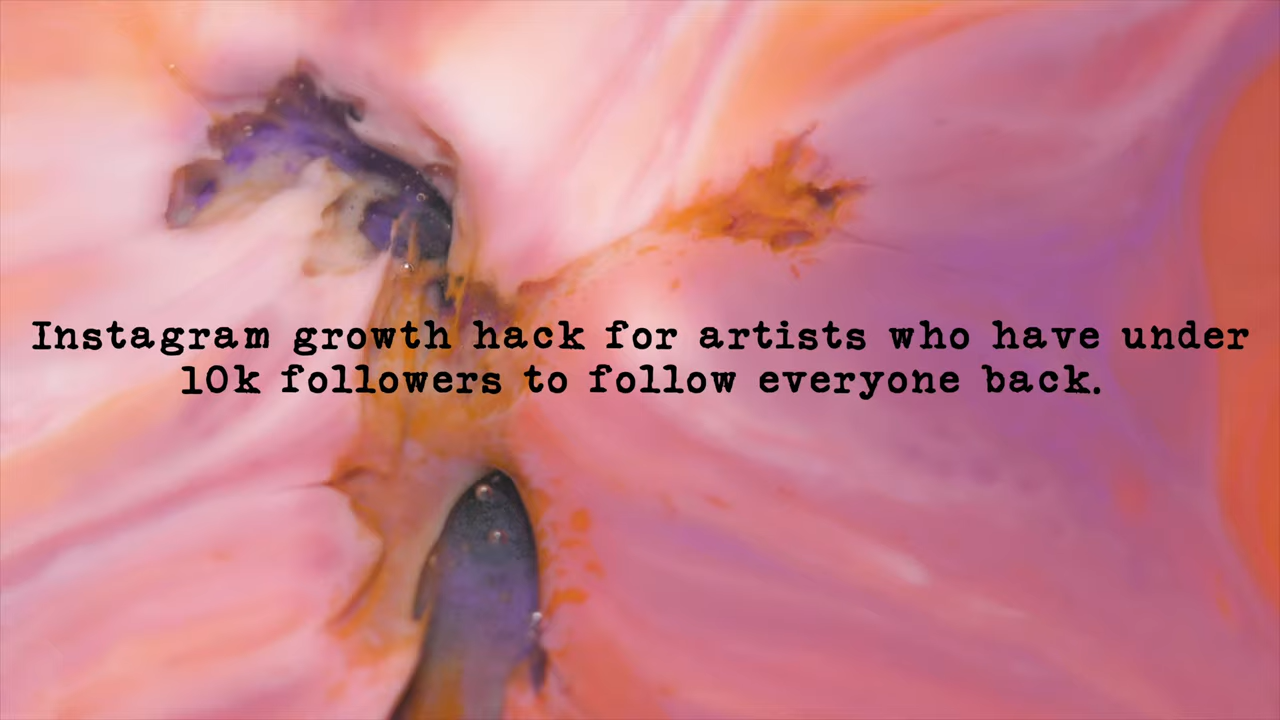 Instagram growth hack for artists who have under
10k followers to follow everyone back.